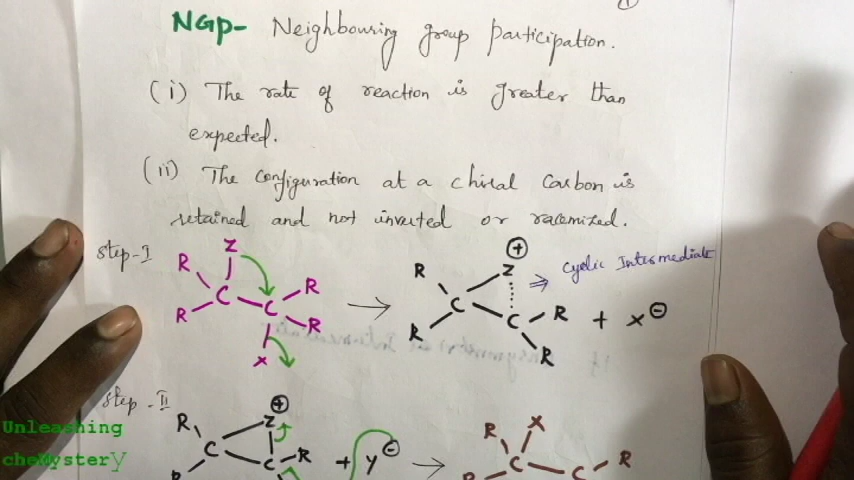 ①
NGP- Neighbouring group participation.
(i) The rate of reaction is greater than
expected.
(ii) The configuration at a chiral carbon is
retained and not inverted or racemized.
Step-I
Z
R
R C C R
R
X
⊕
R Z ⇒ cyclic Intermediate
C
R C R + X⊖
R
Step-II
⊕
R Z
C
R C R + Y⊖
R X
C C R
R
Unleashing
cheMysterY